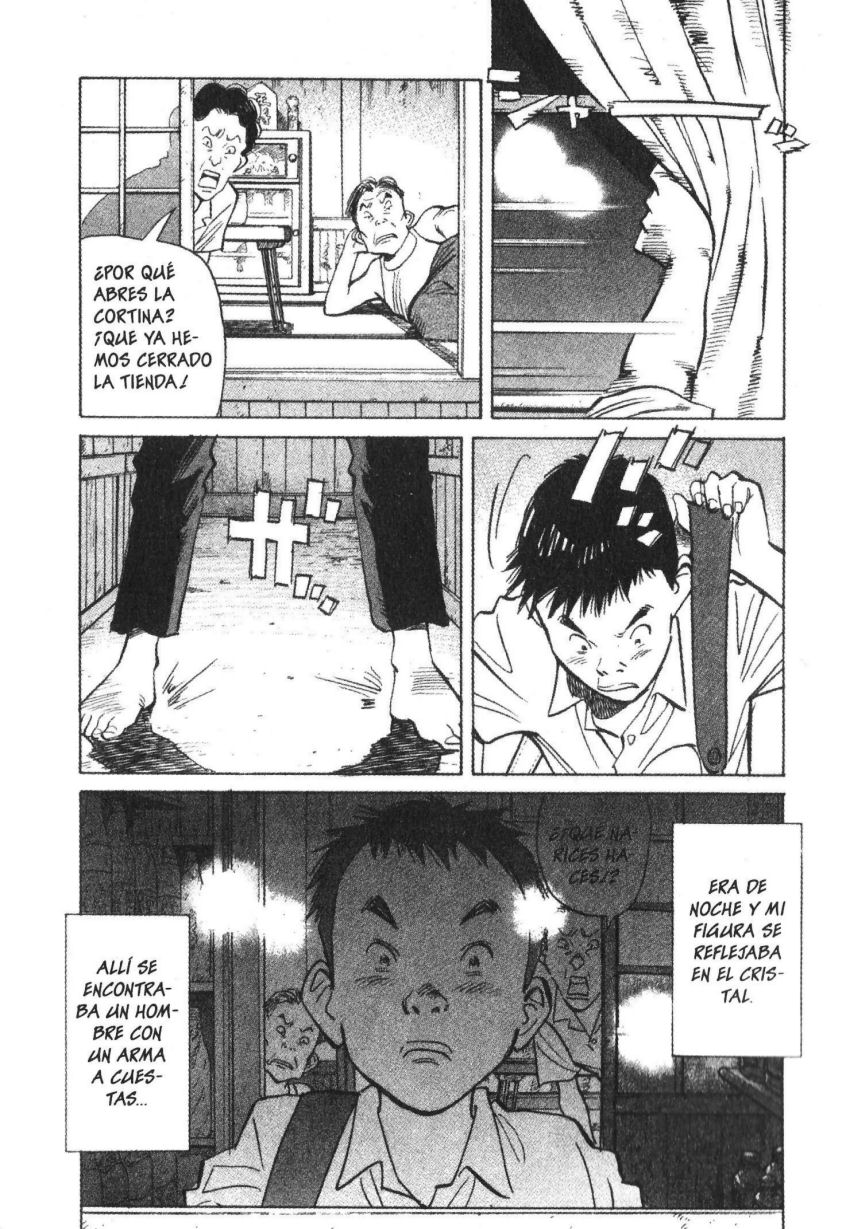 ¿POR QUÉ
ABRES LA
CORTINA?
¡QUE YA HE-
MOS CERRADO
LA TIENDA!
¿¡QUÉ NA-
RICES HA-
CES!?
ERA DE
NOCHE Y MI
FIGURA SE
REFLEJABA
EN EL CRIS-
TAL.
ALLÍ SE
ENCONTRA-
BA UN HOM-
BRE CON
UN ARMA
A CUES-
TAS...